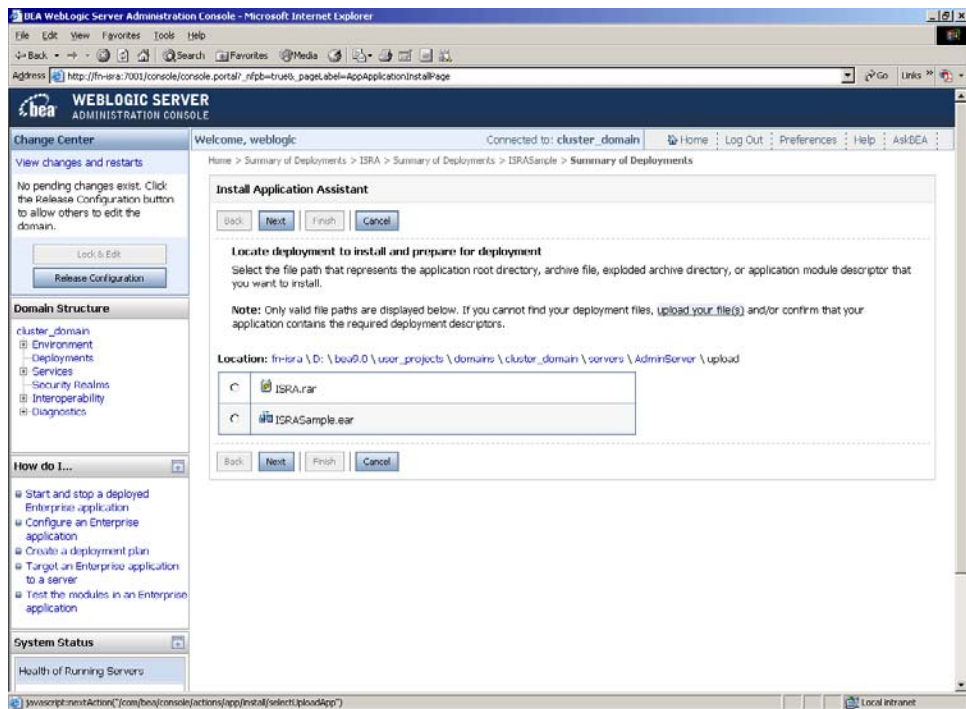 BEA WebLogic Server Administration Console - Microsoft Internet Explorer
File Edit View Favorites Tools Help
Back Search Favorites Media
Address http://fn-isra:7001/console/console.portal?_nfpb=true&_pageLabel=AppApplicationInstallPage Go Links »
bea WEBLOGIC SERVER
ADMINISTRATION CONSOLE
Change Center
View changes and restarts
No pending changes exist. Click
the Release Configuration button
to allow others to edit the
domain.
Lock & Edit
Release Configuration
Domain Structure
cluster_domain
Environment
Deployments
Services
Security Realms
Interoperability
Diagnostics
How do I...
Start and stop a deployed
Enterprise application
Configure an Enterprise
application
Create a deployment plan
Target an Enterprise application
to a server
Test the modules in an Enterprise
application
System Status
Health of Running Servers
Welcome, weblogic Connected to: cluster_domain Home Log Out Preferences Help AskBEA
Home > Summary of Deployments > ISRA > Summary of Deployments > ISRASample > Summary of Deployments
Install Application Assistant
Back Next Finish Cancel
Locate deployment to install and prepare for deployment
Select the file path that represents the application root directory, archive file, exploded archive directory, or application module descriptor that
you want to install.
Note: Only valid file paths are displayed below. If you cannot find your deployment files, upload your file(s) and/or confirm that your
application contains the required deployment descriptors.
Location: fn-isra \ D: \ bea9.0 \ user_projects \ domains \ cluster_domain \ servers \ AdminServer \ upload
ISRA.rar
ISRASample.ear
Back Next Finish Cancel
javascript:nextAction("/com/bea/console/actions/app/install/selectUploadApp") Local intranet